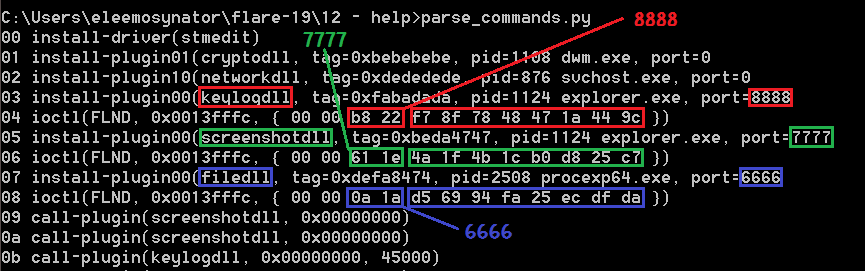 C:\Users\eleemosynator\flare-19\12 - help>parse_commands.py
8888
00 install-driver(stmedit)
7777
01 install-plugin01(cryptodll, tag=0xbebebebe, pid=1108 dwm.exe, port=0
02 install-plugin10(networkdll, tag=0xdededede, pid=876 svchost.exe, port=0
03 install-plugin00(keylogdll, tag=0xfabadada, pid=1124 explorer.exe, port=8888
04 ioctl(FLND, 0x0013fffc, { 00 00 b8 22 f7 8f 78 48 47 1a 44 9c })
05 install-plugin00(screenshotdll, tag=0xbeda4747, pid=1124 explorer.exe, port=7777
06 ioctl(FLND, 0x0013fffc, { 00 00 61 1e 4a 1f 4b 1c b0 d8 25 c7 })
07 install-plugin00(filedll, tag=0xdefa8474, pid=2508 procexp64.exe, port=6666
08 ioctl(FLND, 0x0013fffc, { 00 00 0a 1a d5 69 94 fa 25 ec df da })
09 call-plugin(screenshotdll, 0x00000000)
6666
0a call-plugin(screenshotdll, 0x00000000)
0b call-plugin(keylogdll, 0x00000000, 45000)